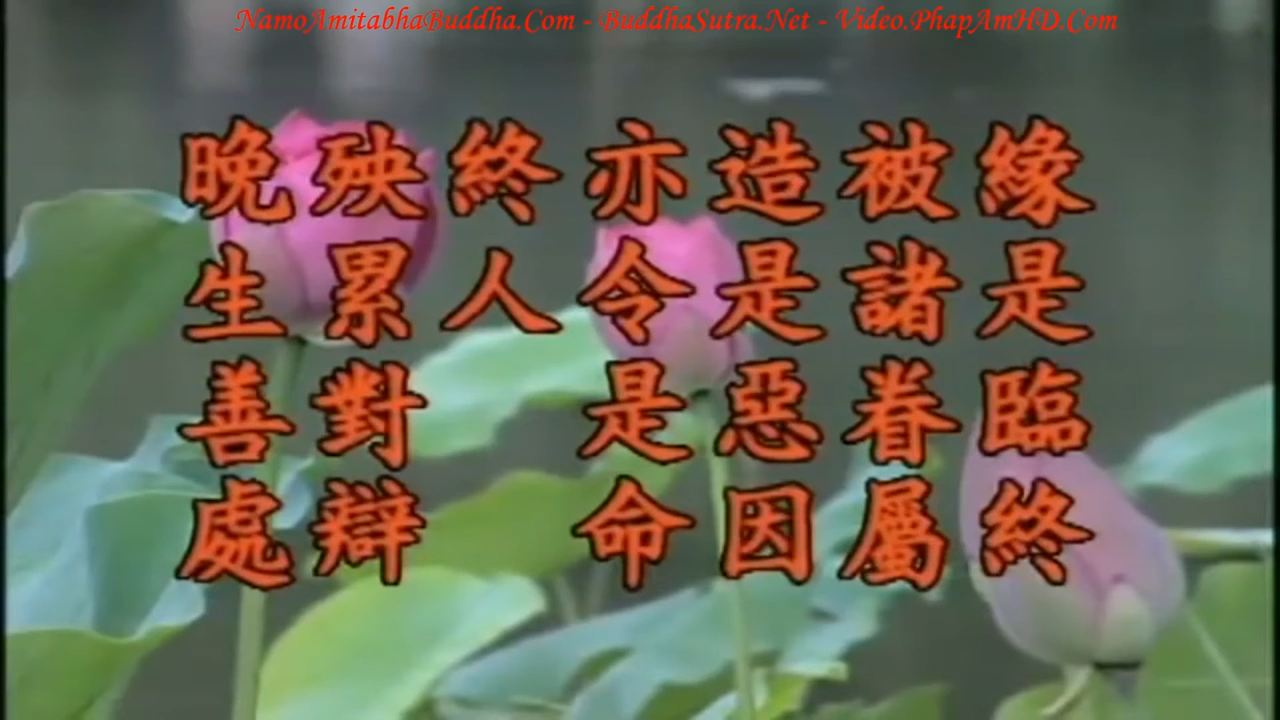 NamoAmitabhaBuddha.Com - BuddhaSutra.Net - Video.PhapAmHD.Com
緣是臨終
被諸眷屬
造是惡因
亦令是命
終人
殃累對辯
晚生善處